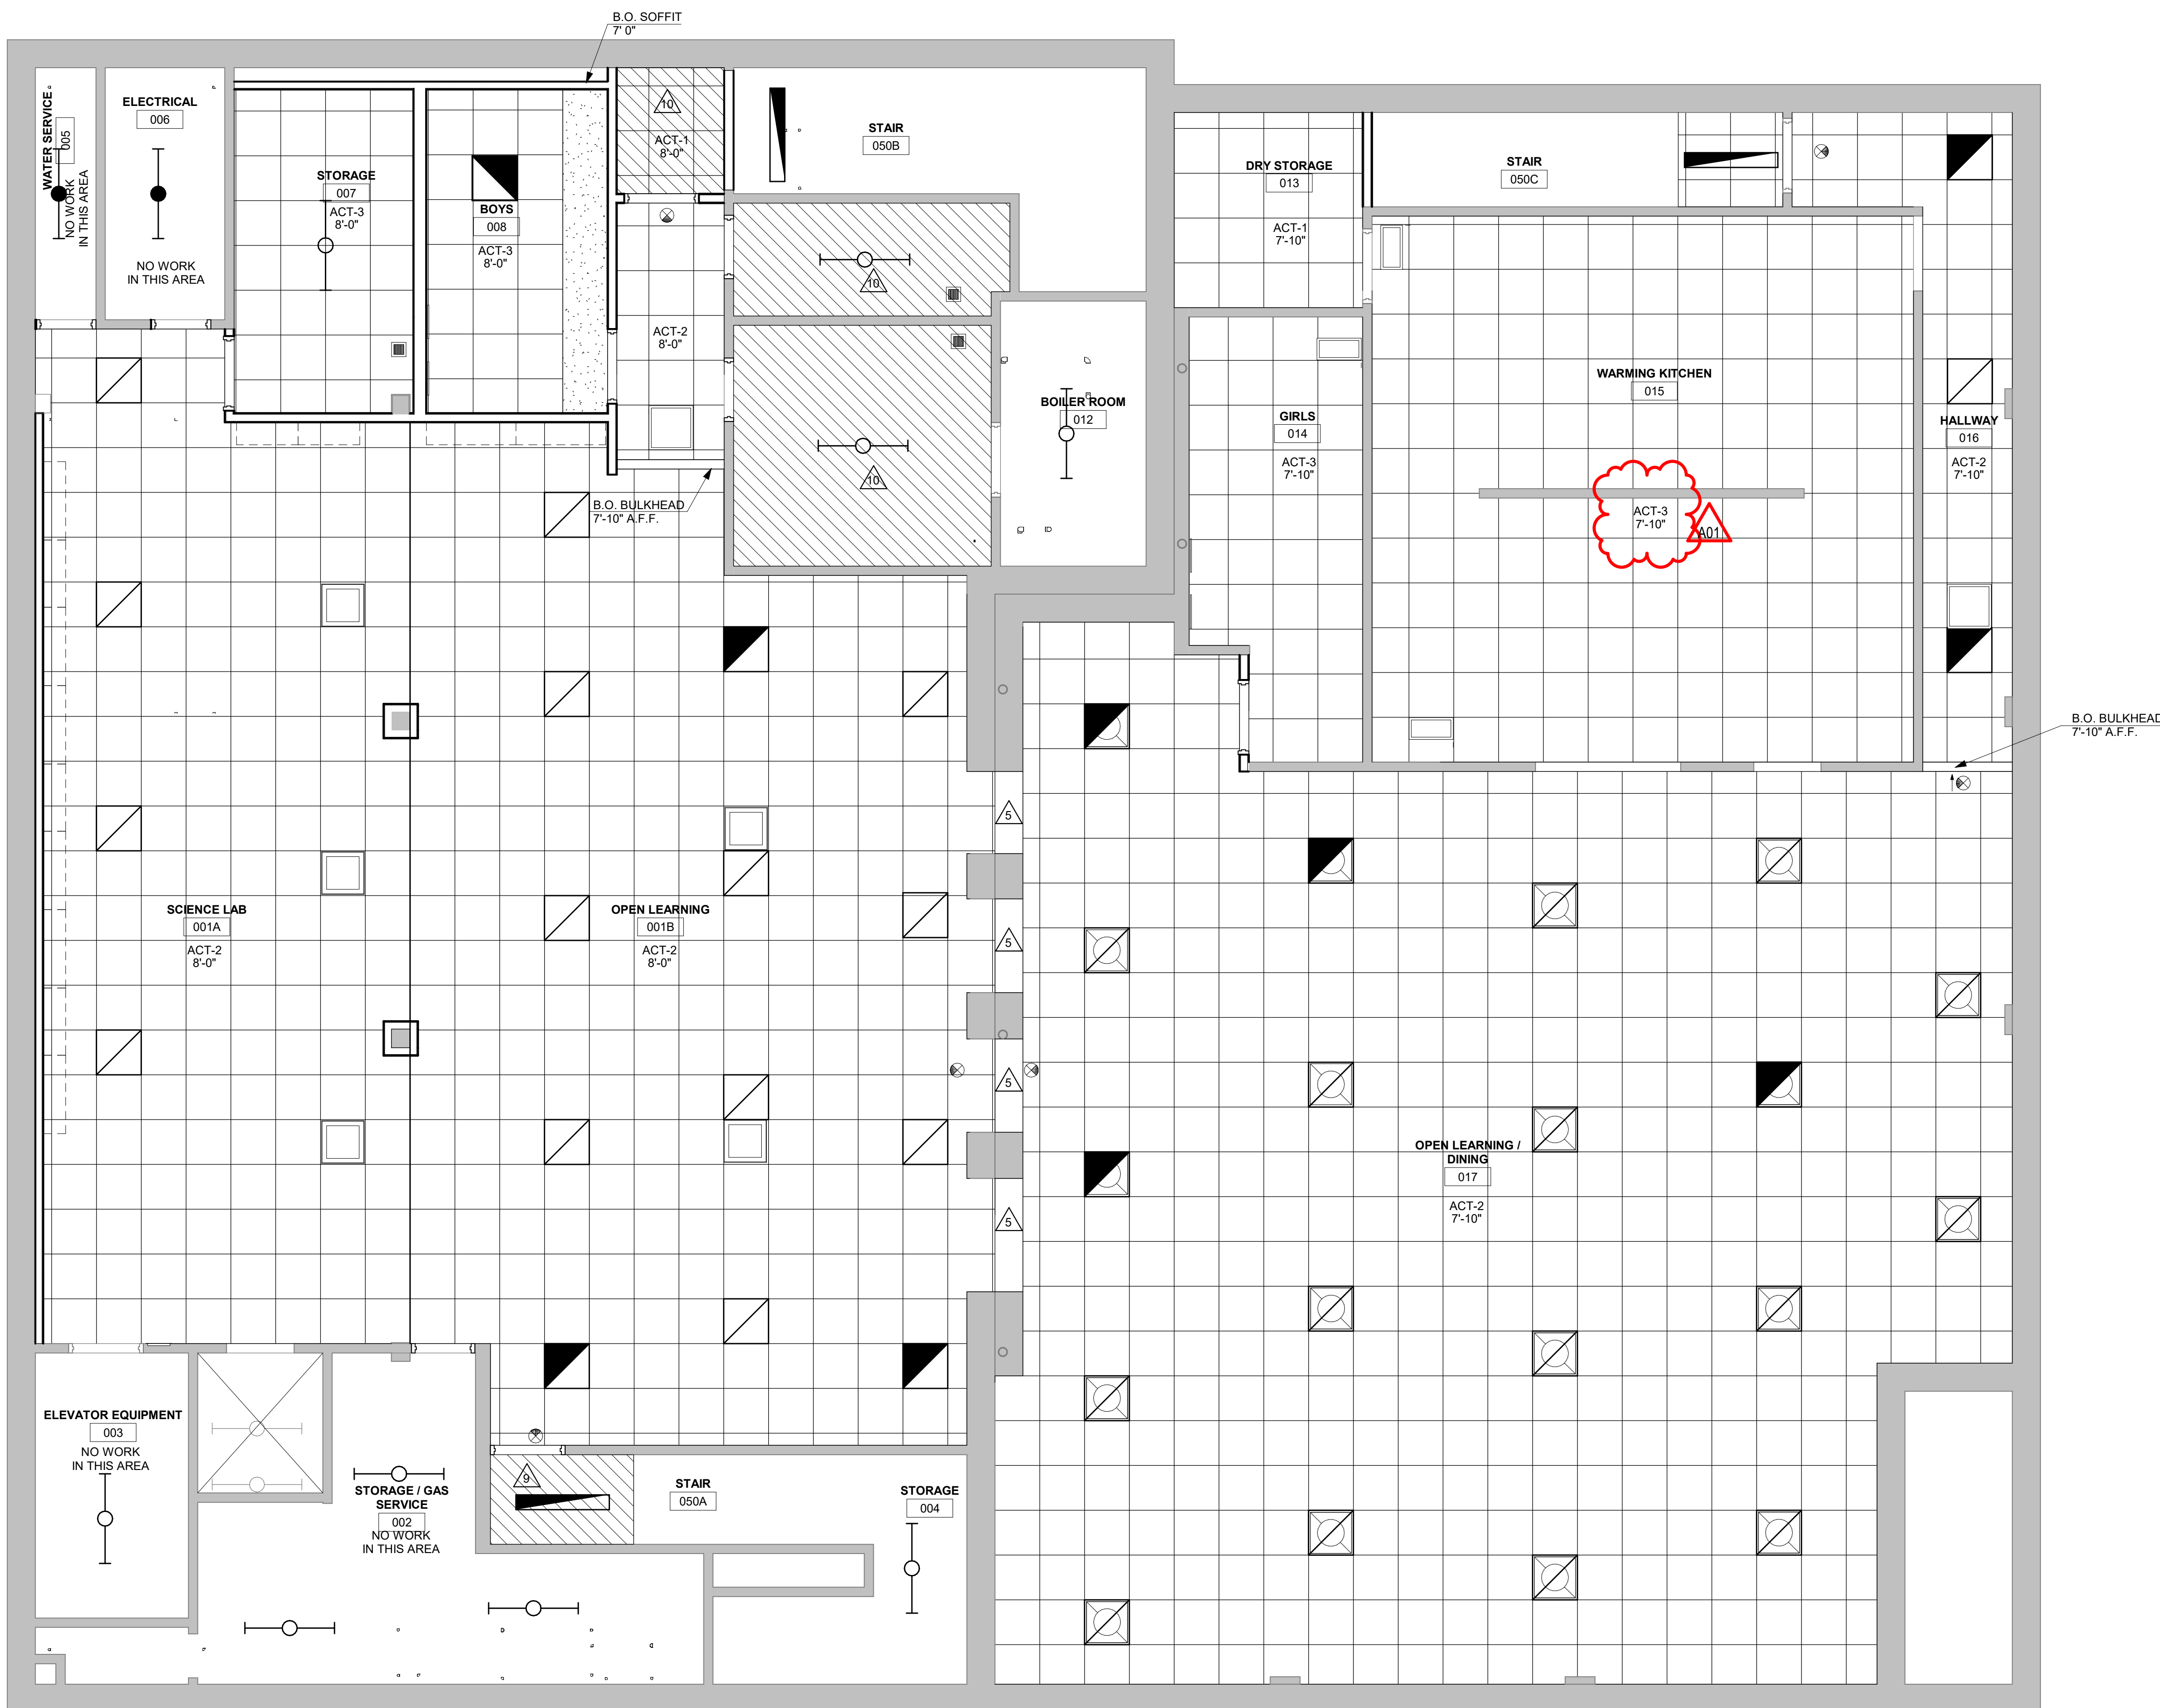 B.O. SOFFIT
7' 0"
WATER SERVICE
005
NO WORK
IN THIS AREA
ELECTRICAL
006
NO WORK
IN THIS AREA
STORAGE
007
ACT-3
8'-0"
BOYS
008
ACT-3
8'-0"
10
ACT-1
8'-0"
STAIR
050B
ACT-2
8'-0"
10
10
B.O. BULKHEAD
7'-10" A.F.F.
BOILER ROOM
012
DRY STORAGE
013
ACT-1
7'-10"
STAIR
050C
GIRLS
014
ACT-3
7'-10"
WARMING KITCHEN
015
ACT-3
7'-10"
A01
HALLWAY
016
ACT-2
7'-10"
B.O. BULKHEAD
7'-10" A.F.F.
SCIENCE LAB
001A
ACT-2
8'-0"
OPEN LEARNING
001B
ACT-2
8'-0"
5
5
5
5
OPEN LEARNING /
DINING
017
ACT-2
7'-10"
ELEVATOR EQUIPMENT
003
NO WORK
IN THIS AREA
STORAGE / GAS
SERVICE
002
NO WORK
IN THIS AREA
9
STAIR
050A
STORAGE
004